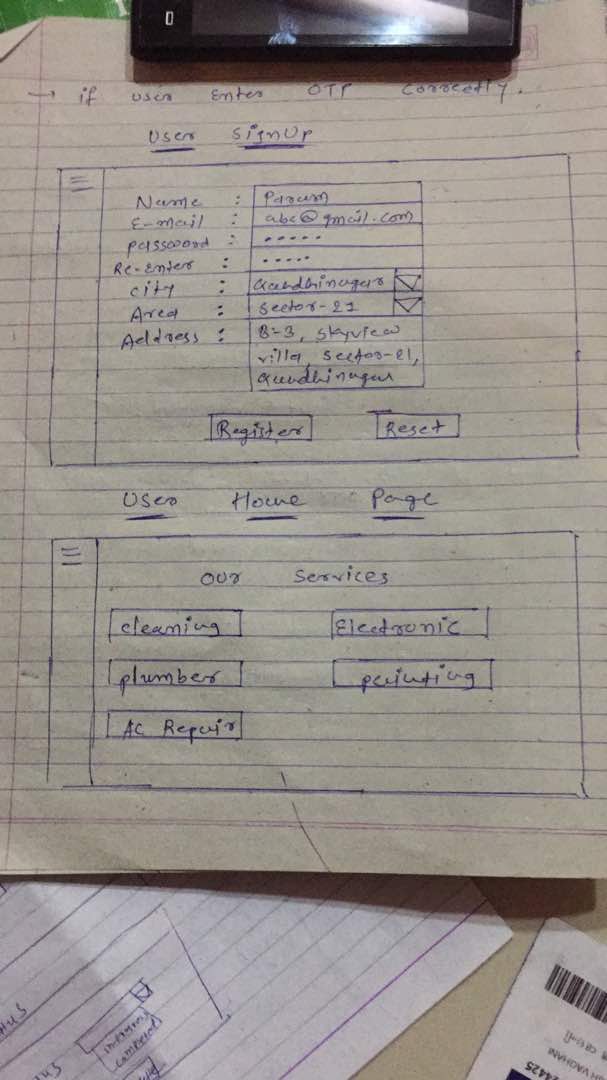 → if user Enter OTP Correctly.
User SignUp
Name : Param
E-mail : abc@gmail.com
password : .....
Re-Enter : .....
city : Gandhinagar
Area : Sector-21
Address : B-3, Skyview
villa, sector-21,
Gandhinagar
Register Reset
User Home Page
our Services
cleaning Electronic
plumber painting
AC Repair
24425
VAGHANI